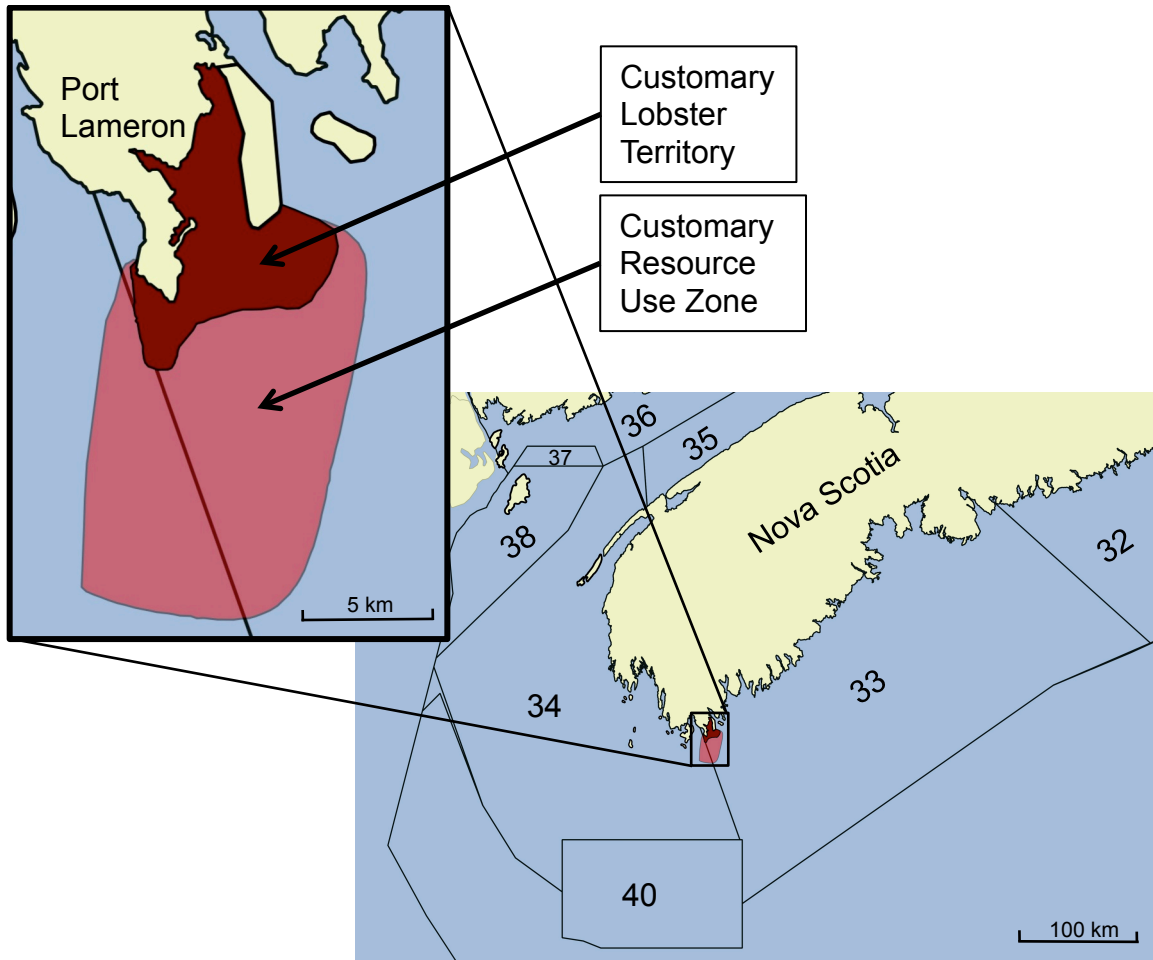 Port
Lameron
Customary
Lobster
Territory
Customary
Resource
Use Zone
5 km
36
37
35
38
Nova Scotia
32
34
33
40
100 km